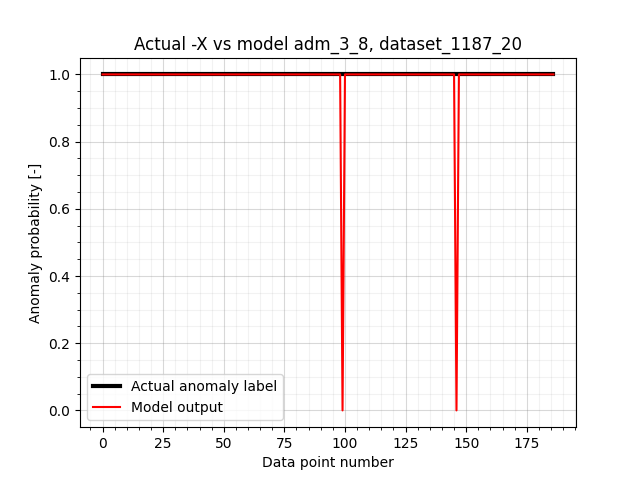 Actual -X vs model adm_3_8, dataset_1187_20
Anomaly probability [-]
1.0
0.8
0.6
0.4
0.2
0.0
Actual anomaly label
Model output
0 25 50 75 100 125 150 175
Data point number